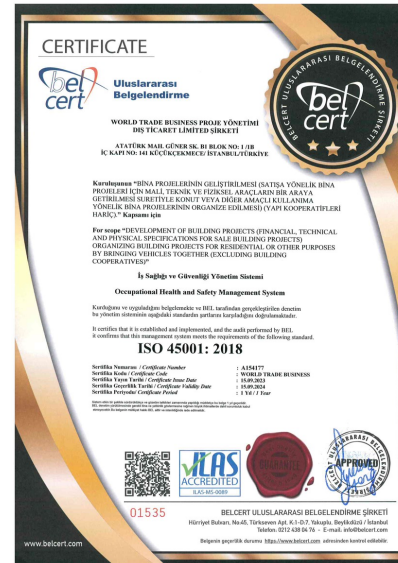 CERTIFICATE
bel
cert
Uluslararası
Belgelendirme
BELCERT ULUSLARARASI BELGELENDİRME ŞİRKETİ
bel
cert
WORLD TRADE BUSINESS PROJE YÖNETİMİ
DIŞ TİCARET LİMİTED ŞİRKETİ
ATATÜRK MAH. GÜNER SK. B1 BLOK NO: 1 /1B
İÇ KAPI NO: 141 KÜÇÜKÇEKMECE/ İSTANBUL/TÜRKİYE
Kuruluşunun “BİNA PROJELERİNİN GELİŞTİRİLMESİ (SATIŞA YÖNELİK BİNA
PROJELERİ İÇİN MALİ, TEKNİK VE FİZİKSEL ARAÇLARIN BİR ARAYA
GETİRİLMESİ SURETİYLE KONUT VEYA DİĞER AMAÇLI KULLANIMA
YÖNELİK BİNA PROJELERİNİN ORGANİZE EDİLMESİ) (YAPI KOOPERATİFLERİ
HARİÇ).” Kapsamı için
For scope “DEVELOPMENT OF BUILDING PROJECTS (FINANCIAL, TECHNICAL
AND PHYSICAL SPECIFICATIONS FOR SALE BUILDING PROJECTS)
ORGANIZING BUILDING PROJECTS FOR RESIDENTIAL OR OTHER PURPOSES
BY BRINGING VEHICLES TOGETHER (EXCLUDING BUILDING
COOPERATIVES)”
İş Sağlığı ve Güvenliği Yönetim Sistemi
Occupational Health and Safety Management System
Kurduğunu ve uyguladığını belgelemekte ve BEL tarafından gerçekleştirilen denetim
bu yönetim sisteminin aşağıdaki standardın şartlarını karşıladığını doğrulamaktadır.
It certifies that it is established and implemented, and the audit performed by BEL
it confirms that this management system meets the requirements of the following standard.
ISO 45001: 2018
Sertifika Numarası / Certificate Number : A154177
Sertifika Kodu / Certificate Code : WORLD TRADE BUSINESS
Sertifika Yayın Tarihi / Certificate Issue Date : 15.09.2023
Sertifika Geçerlilik Tarihi / Certificate Validity Date : 15.09.2024
Sertifika Periyodu/ Certificate Period : 1 Yıl / 1 Year
ULAS
ACCREDITED
ULAS-MS-0089
GUARANTEE
APPROVED
01535
BELCERT ULUSLARARASI BELGELENDİRME ŞİRKETİ
Hürriyet Bulvarı. No.45, Türkseven Apt. K:1-D:7, Yakuplu, Beylikdüzü / İstanbul
Telefon. 0212 438 06 76 - E-mail. info@belcert.com
www.belcert.com
Belgenin geçerlilik durumu https://www.belcert.com adresinden kontrol edilebilir.